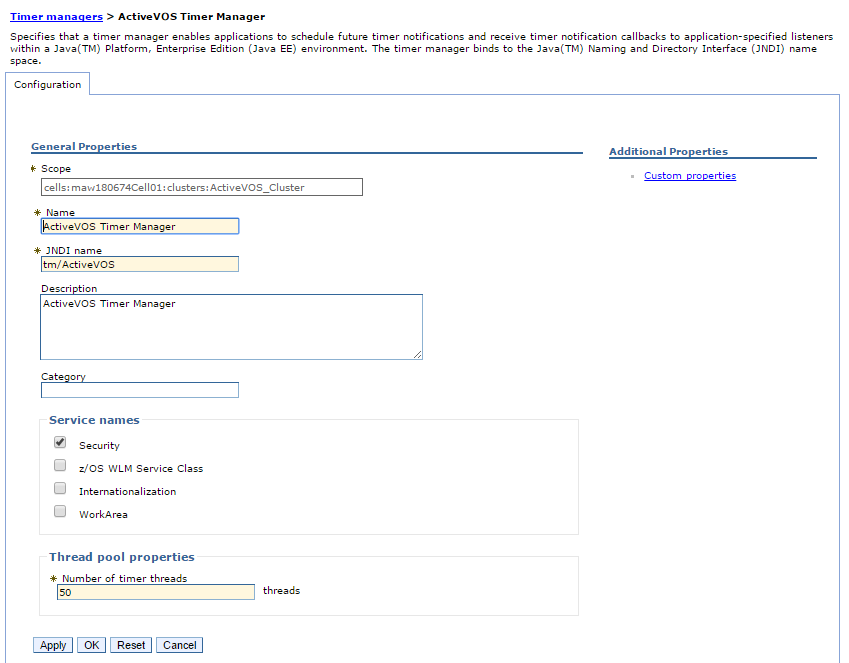 Timer managers > ActiveVOS Timer Manager
Specifies that a timer manager enables applications to schedule future timer notifications and receive timer notification callbacks to application-specified listeners
within a Java(TM) Platform, Enterprise Edition (Java EE) environment. The timer manager binds to the Java(TM) Naming and Directory Interface (JNDI) name
space.
Configuration
General Properties
* Scope
cells:maw180674Cell01:clusters:ActiveVOS_Cluster
* Name
ActiveVOS Timer Manager
* JNDI name
tm/ActiveVOS
Description
ActiveVOS Timer Manager
Category
Service names
Security
z/OS WLM Service Class
Internationalization
WorkArea
Thread pool properties
* Number of timer threads
50 threads
Apply OK Reset Cancel
Additional Properties
Custom properties